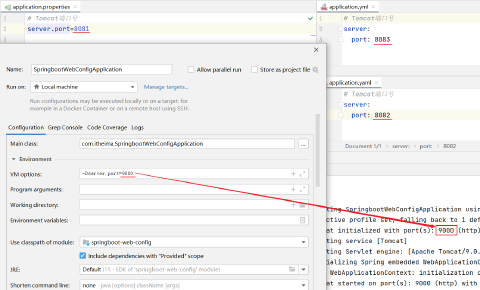 application.properties
# Tomcat端口号
server.port=8081
application.yml
# Tomcat端口号
server:
port: 8083
application.yaml
# Tomcat端口号
server:
port: 8082
Document 1/1 server: port: 8082
Name: SpringbootWebConfigApplication Allow parallel run Store as project file
Run on: Local machine Manage targets...
Run configurations may be executed locally or on a target: for
example in a Docker Container or on a remote host using SSH.
Configuration Grep Console Code Coverage Logs
Main class: com.itheima.SpringbootWebConfigApplication ...
Environment
VM options: -Dserver.port=9000
Program arguments:
Working directory:
Environment variables:
Use classpath of module: springboot-web-config
Include dependencies with "Provided" scope
JRE: Default (11 - SDK of 'springboot-web-config' module)
Shorten command line: none - java [options] className [args]
ting SpringbootWebConfigApplication using
ctive profile set, falling back to 1 def
at initialized with port(s): 9000 (http)
ting service [Tomcat]
ting Servlet engine: [Apache Tomcat/9.0.
ializing Spring embedded WebApplicationC
WebApplicationContext: initialization c
at started on port(s): 9000 (http) with